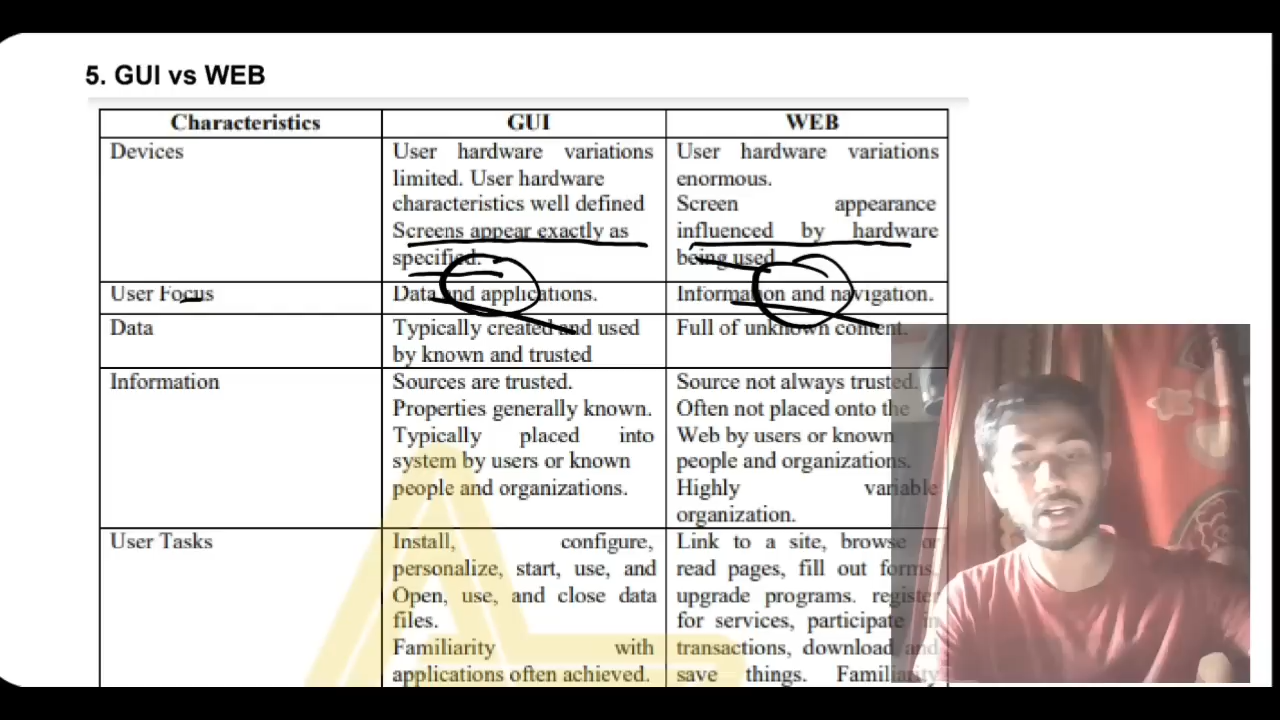 5. GUI vs WEB
Characteristics GUI WEB
Devices
User hardware variations
limited. User hardware
characteristics well defined
Screens appear exactly as
specified.
User hardware variations
enormous.
Screen appearance
influenced by hardware
being used
User Focus
Data and applications.
Information and navigation.
Data
Typically created and used
by known and trusted
Full of unknown content.
Information
Sources are trusted.
Properties generally known.
Typically placed into
system by users or known
people and organizations.
Source not always trusted.
Often not placed onto the
Web by users or known
people and organizations.
Highly variable
organization.
User Tasks
Install, configure,
personalize, start, use, and
Open, use, and close data
files.
Familiarity with
applications often achieved.
Link to a site, browse or
read pages, fill out forms,
upgrade programs. register
for services, participate in
transactions, download and
save things. Familiarity